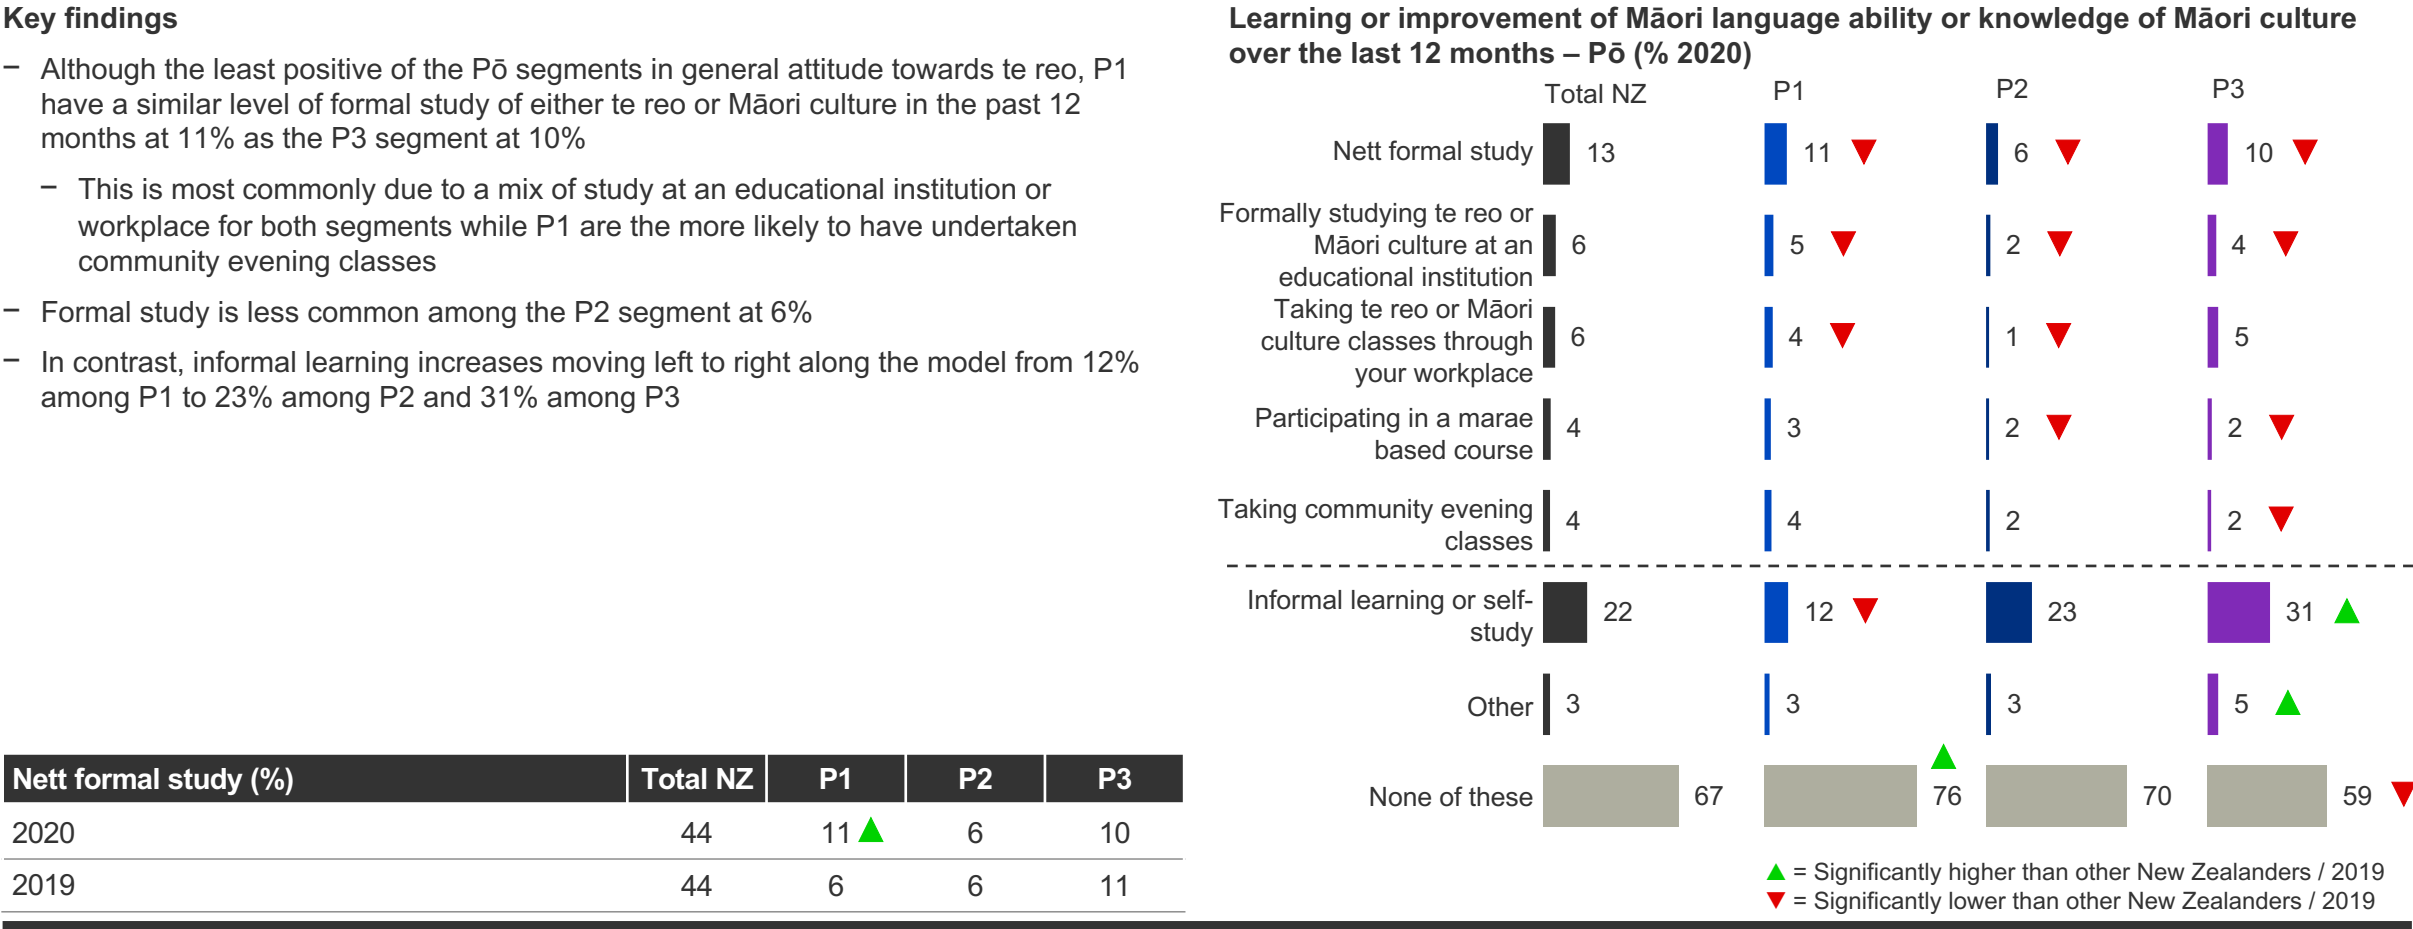 Key findings
– Although the least positive of the Pō segments in general attitude towards te reo, P1
have a similar level of formal study of either te reo or Māori culture in the past 12
months at 11% as the P3 segment at 10%
– This is most commonly due to a mix of study at an educational institution or
workplace for both segments while P1 are the more likely to have undertaken
community evening classes
– Formal study is less common among the P2 segment at 6%
– In contrast, informal learning increases moving left to right along the model from 12%
among P1 to 23% among P2 and 31% among P3
Nett formal study (%) Total NZ P1 P2 P3
2020 44 11 ▲ 6 10
2019 44 6 6 11
Learning or improvement of Māori language ability or knowledge of Māori culture
over the last 12 months – Pō (% 2020)
Total NZ P1 P2 P3
Nett formal study 13 11 ▼ 6 ▼ 10 ▼
Formally studying te reo or
Māori culture at an
educational institution
6 5 ▼ 2 ▼ 4 ▼
Taking te reo or Māori
culture classes through
your workplace
6 4 ▼ 1 ▼ 5
Participating in a marae
based course
4 3 2 ▼ 2 ▼
Taking community evening
classes
4 4 2 2 ▼
Informal learning or self-
study
22 12 ▼ 23 31 ▲
Other 3 3 3 5 ▲
None of these 67 76 ▲ 70 59 ▼
▲ = Significantly higher than other New Zealanders / 2019
▼ = Significantly lower than other New Zealanders / 2019